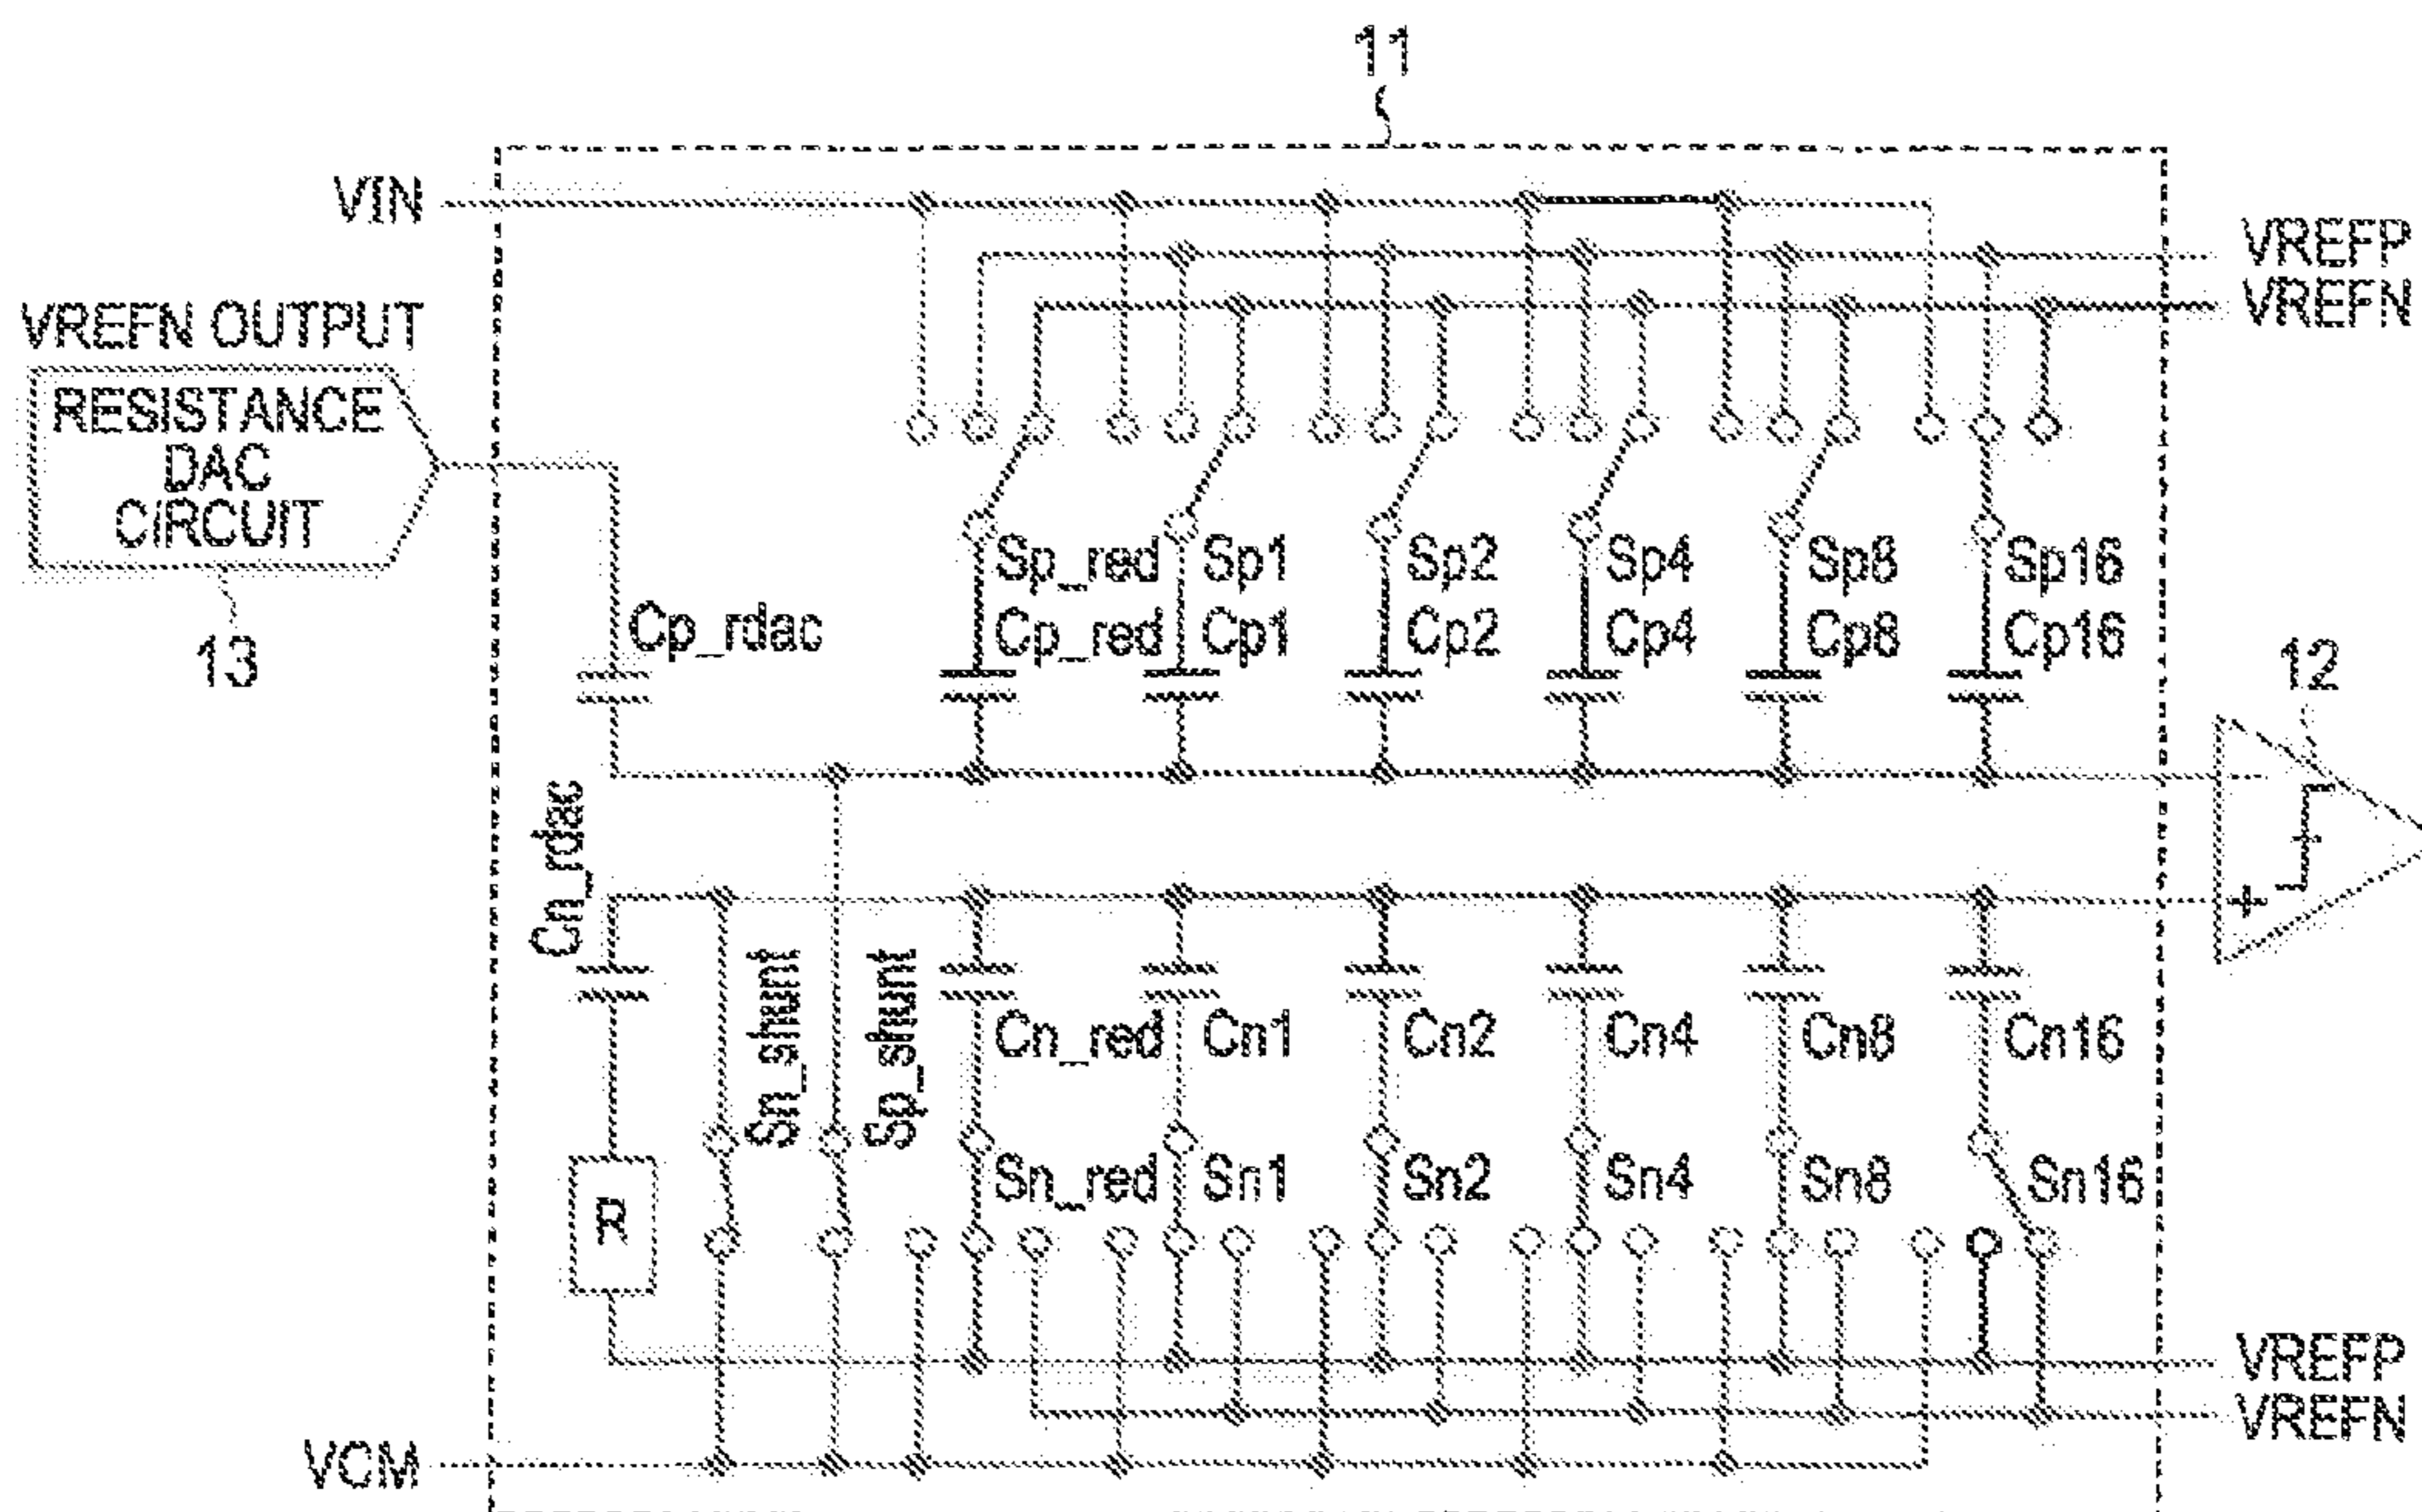 11
VIN
VREFP
VREFN
VREFN OUTPUT
RESISTANCE
DAC
CIRCUIT
13
Sp_red Sp1 Sp2 Sp4 Sp8 Sp16
Cp_rdac Cp_red Cp1 Cp2 Cp4 Cp8 Cp16
12
-
Cn_rdac
+
Sn_shunt
Sp_shunt
Cn_red Cn1 Cn2 Cn4 Cn8 Cn16
Sn_red Sn1 Sn2 Sn4 Sn8 Sn16
R
VREFP
VREFN
VCM